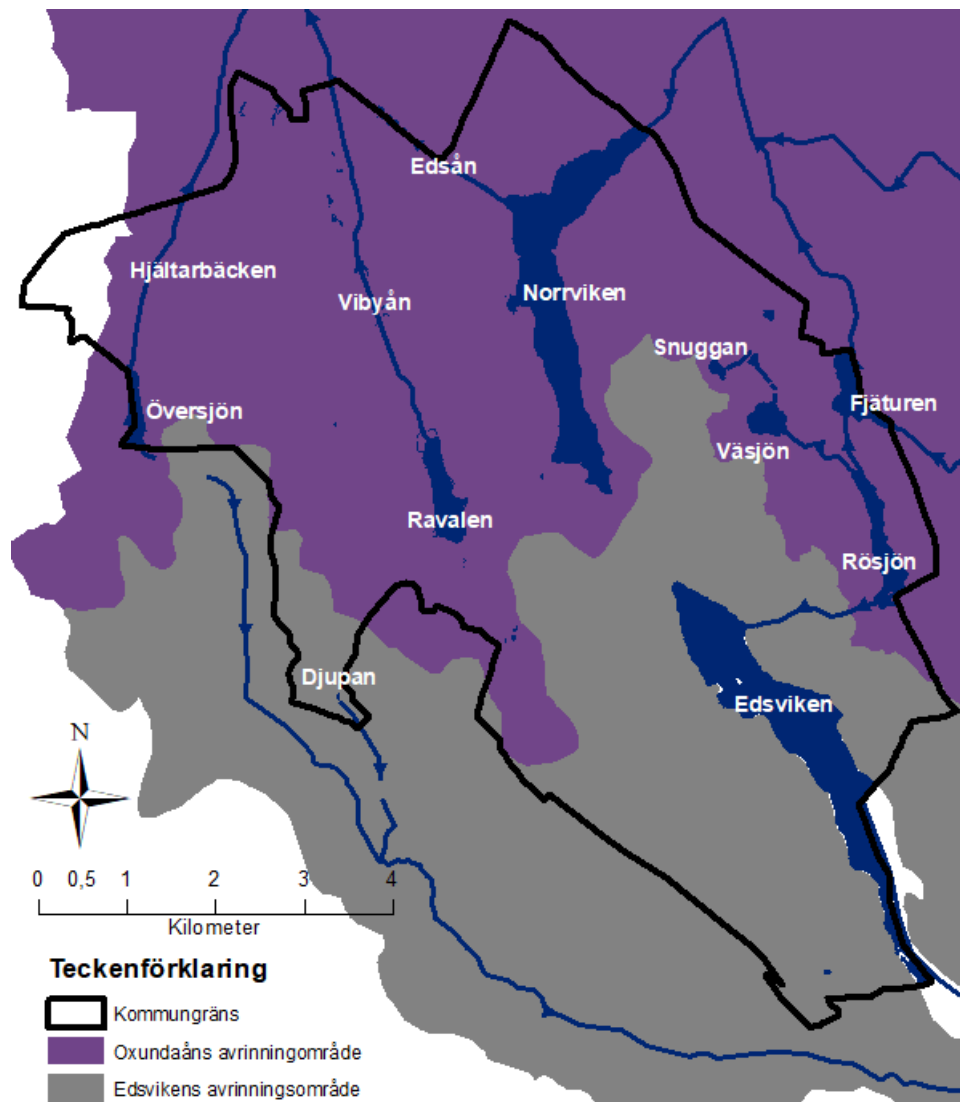 Edsån
Hjältarbäcken
Vibyån
Norrviken
Snuggan
Översjön
Fjäturen
Väsjön
Ravalen
Rösjön
Djupan
Edsviken
N
0 0,5 1 2 3 4
Kilometer
Teckenförklaring
Kommungräns
Oxundaåns avrinningområde
Edsvikens avrinningsområde